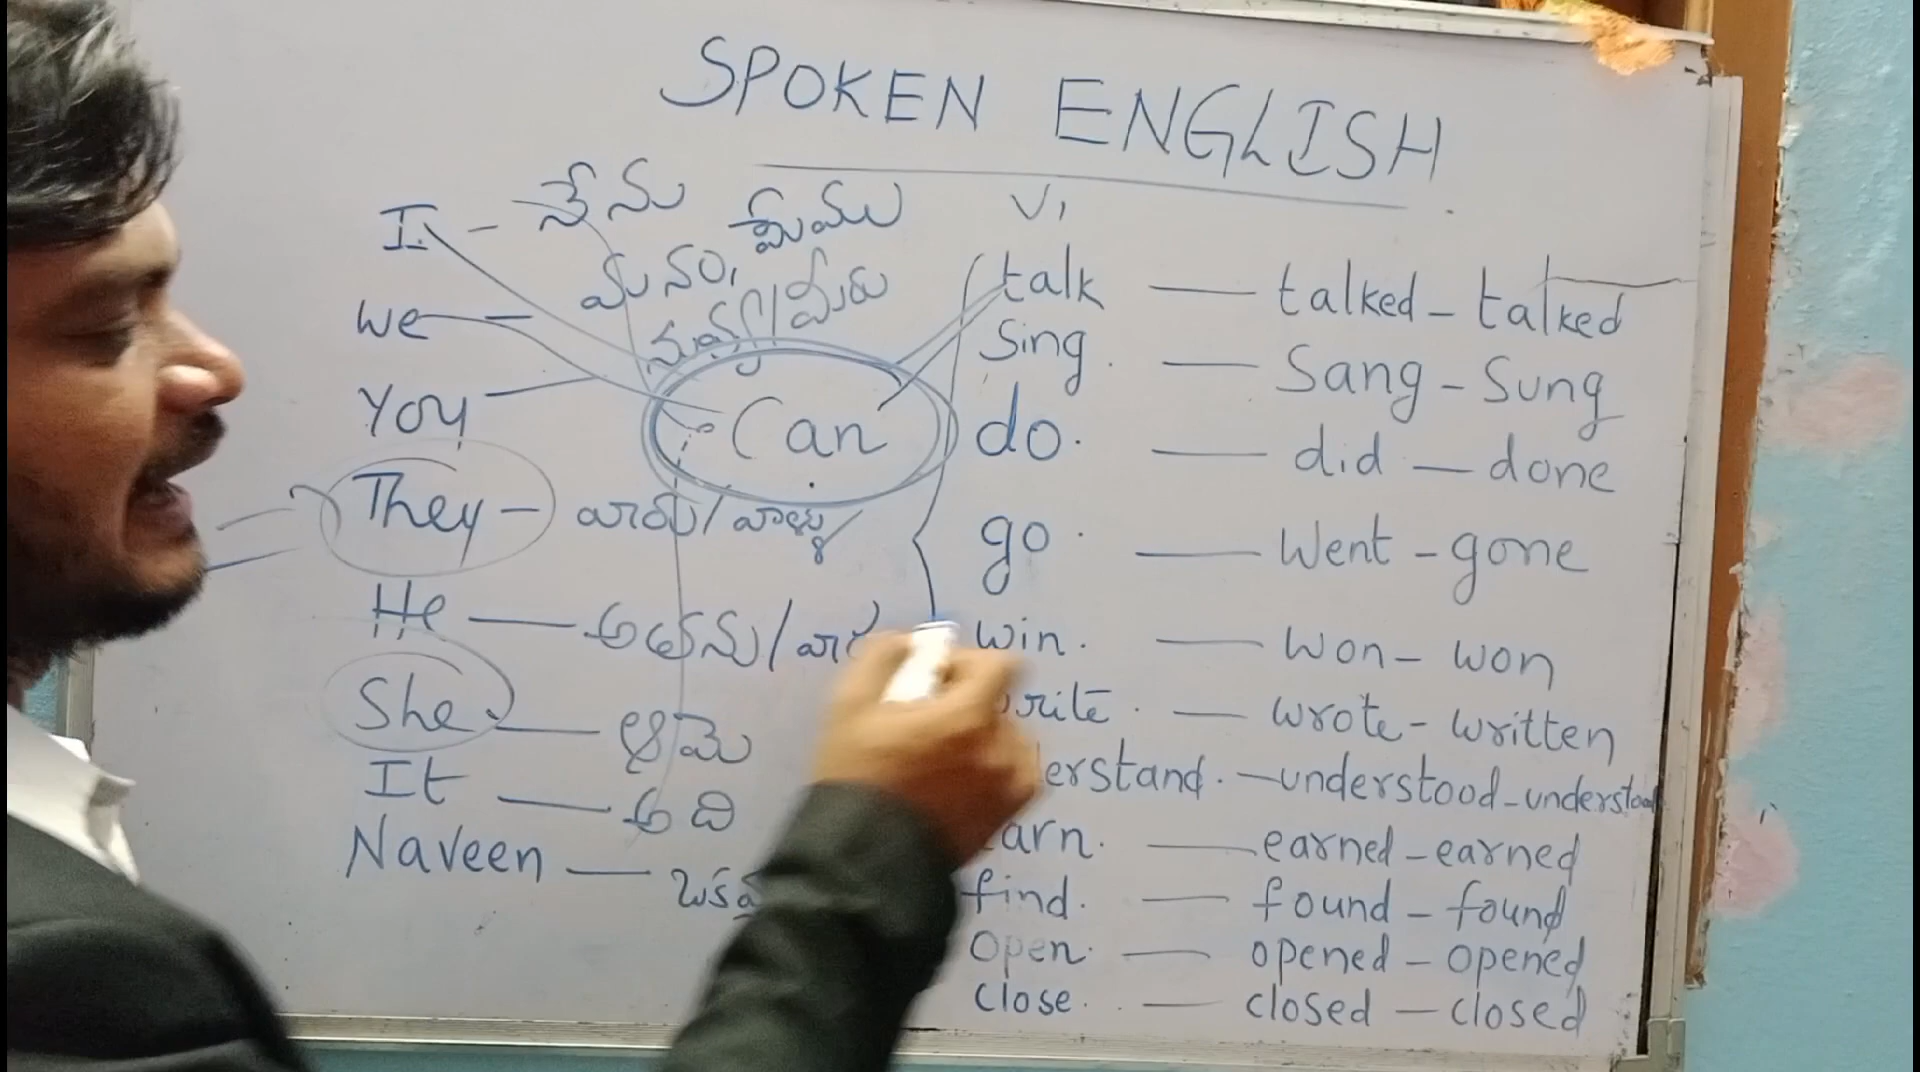 SPOKEN ENGLISH
I - నేను
మేము
మనం,
we -
నువ్వు/మీరు
You
They - వారు/వాళ్ళు
He — అతను/
She — ఆమె
It — అది
Naveen —
Can
V1
talk — talked - talked
Sing. — Sang - Sung
do. — did - done
go. — Went - gone
win. — won - won
— wrote - written
— understood - understood
— earned - earned
find. — found - found
Open. — opened - opened
Close. — closed - closed